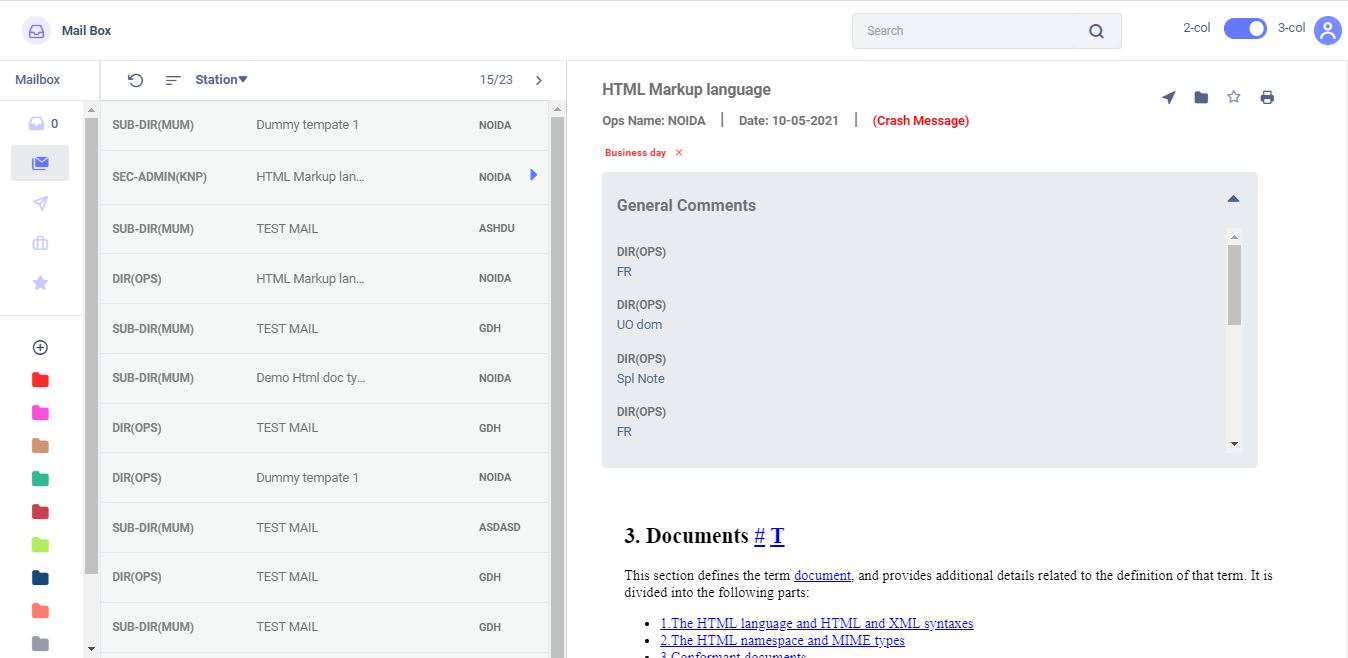 Mail Box
Search
2-col
3-col
Mailbox
Station
15/23
0
SUB-DIR(MUM) Dummy tempate 1 NOIDA
SEC-ADMIN(KNP) HTML Markup lan... NOIDA
SUB-DIR(MUM) TEST MAIL ASHDU
DIR(OPS) HTML Markup lan... NOIDA
SUB-DIR(MUM) TEST MAIL GDH
SUB-DIR(MUM) Demo Html doc ty... NOIDA
DIR(OPS) TEST MAIL GDH
DIR(OPS) Dummy tempate 1 NOIDA
SUB-DIR(MUM) TEST MAIL ASDASD
DIR(OPS) TEST MAIL GDH
SUB-DIR(MUM) TEST MAIL GDH
HTML Markup language
Ops Name: NOIDA | Date: 10-05-2021 | (Crash Message)
Business day ×
General Comments
DIR(OPS)
FR
DIR(OPS)
UO dom
DIR(OPS)
Spl Note
DIR(OPS)
FR
3. Documents # T
This section defines the term document, and provides additional details related to the definition of that term. It is
divided into the following parts:
• 1.The HTML language and HTML and XML syntaxes
• 2.The HTML namespace and MIME types
• 3.Conformant documents